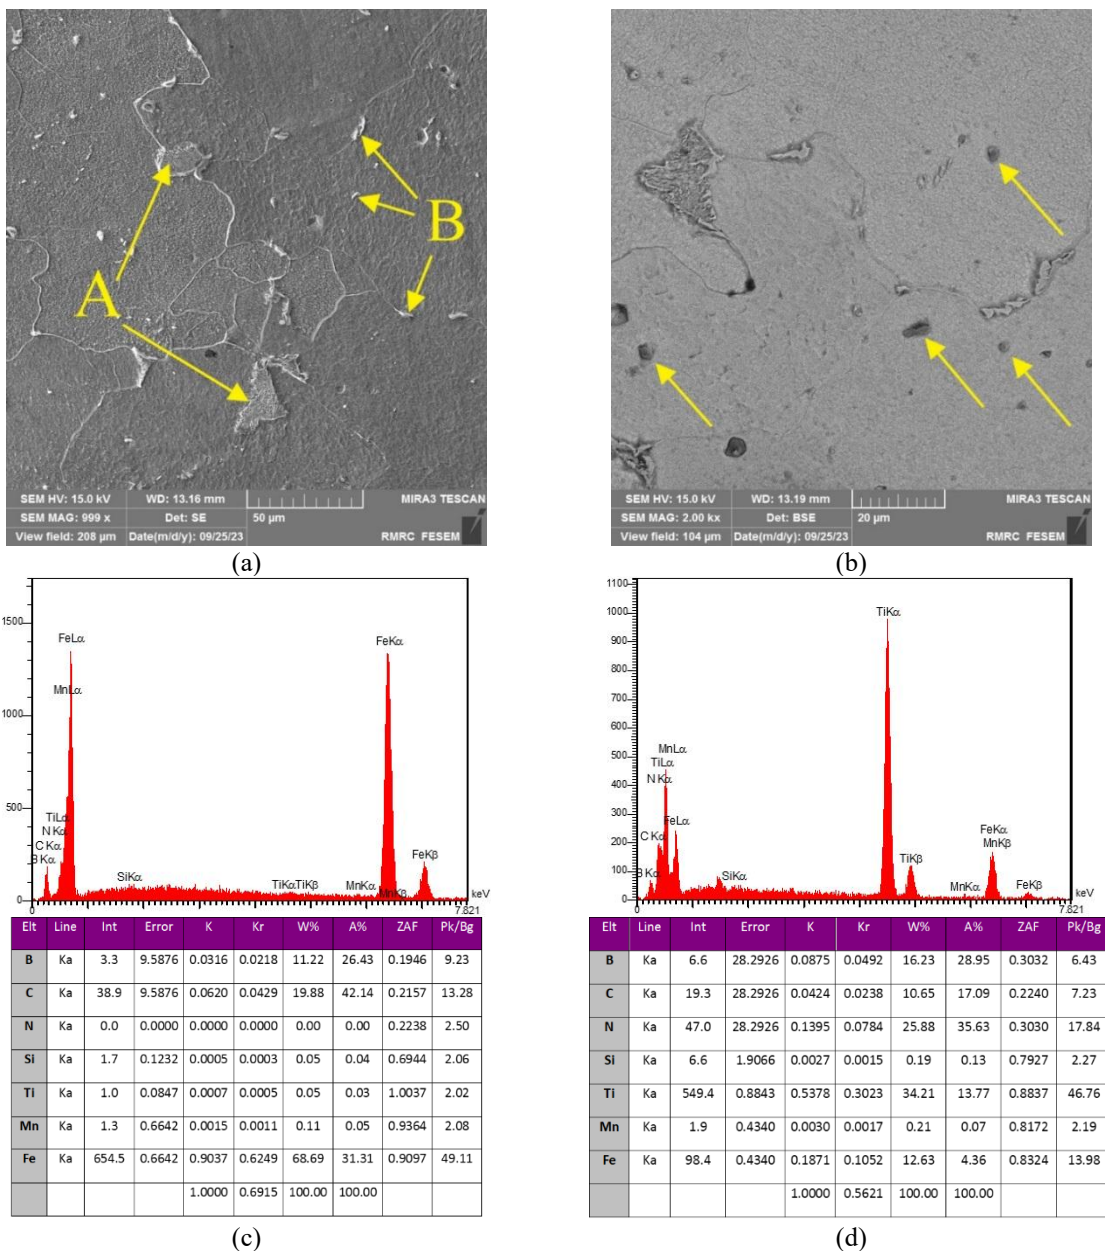 A
B
SEM HV: 15.0 kV WD: 13.16 mm MIRA3 TESCAN
SEM MAG: 999 x Det: SE 50 µm
View field: 208 µm Date(m/d/y): 09/25/23 RMRC FESEM
(a)
SEM HV: 15.0 kV WD: 13.19 mm MIRA3 TESCAN
SEM MAG: 2.00 kx Det: BSE 20 µm
View field: 104 µm Date(m/d/y): 09/25/23 RMRC FESEM
(b)
1500
1000
500
0
FeLα
MnLα
TiLα
N Kα
C Kα
B Kα
SiKα
TiKα TiKβ
MnKα
FeKα
MnKβ
FeKβ
keV
7.821
Elt Line Int Error K Kr W% A% ZAF Pk/Bg
B Ka 3.3 9.5876 0.0316 0.0218 11.22 26.43 0.1946 9.23
C Ka 38.9 9.5876 0.0620 0.0429 19.88 42.14 0.2157 13.28
N Ka 0.0 0.0000 0.0000 0.0000 0.00 0.00 0.2238 2.50
Si Ka 1.7 0.1232 0.0005 0.0003 0.05 0.04 0.6944 2.06
Ti Ka 1.0 0.0847 0.0007 0.0005 0.05 0.03 1.0037 2.02
Mn Ka 1.3 0.6642 0.0015 0.0011 0.11 0.05 0.9364 2.08
Fe Ka 654.5 0.6642 0.9037 0.6249 68.69 31.31 0.9097 49.11
1.0000 0.6915 100.00 100.00
(c)
1100
1000
900
800
700
600
500
400
300
200
100
0
TiKα
MnLα
TiLα
N Kα
FeLα
C Kα
B Kα
SiKα
TiKβ
FeKα
MnKβ
MnKα
FeKβ
keV
7.821
Elt Line Int Error K Kr W% A% ZAF Pk/Bg
B Ka 6.6 28.2926 0.0875 0.0492 16.23 28.95 0.3032 6.43
C Ka 19.3 28.2926 0.0424 0.0238 10.65 17.09 0.2240 7.23
N Ka 47.0 28.2926 0.1395 0.0784 25.88 35.63 0.3030 17.84
Si Ka 6.6 1.9066 0.0027 0.0015 0.19 0.13 0.7927 2.27
Ti Ka 549.4 0.8843 0.5378 0.3023 34.21 13.77 0.8837 46.76
Mn Ka 1.9 0.4340 0.0030 0.0017 0.21 0.07 0.8172 2.19
Fe Ka 98.4 0.4340 0.1871 0.1052 12.63 4.36 0.8324 13.98
1.0000 0.5621 100.00 100.00
(d)